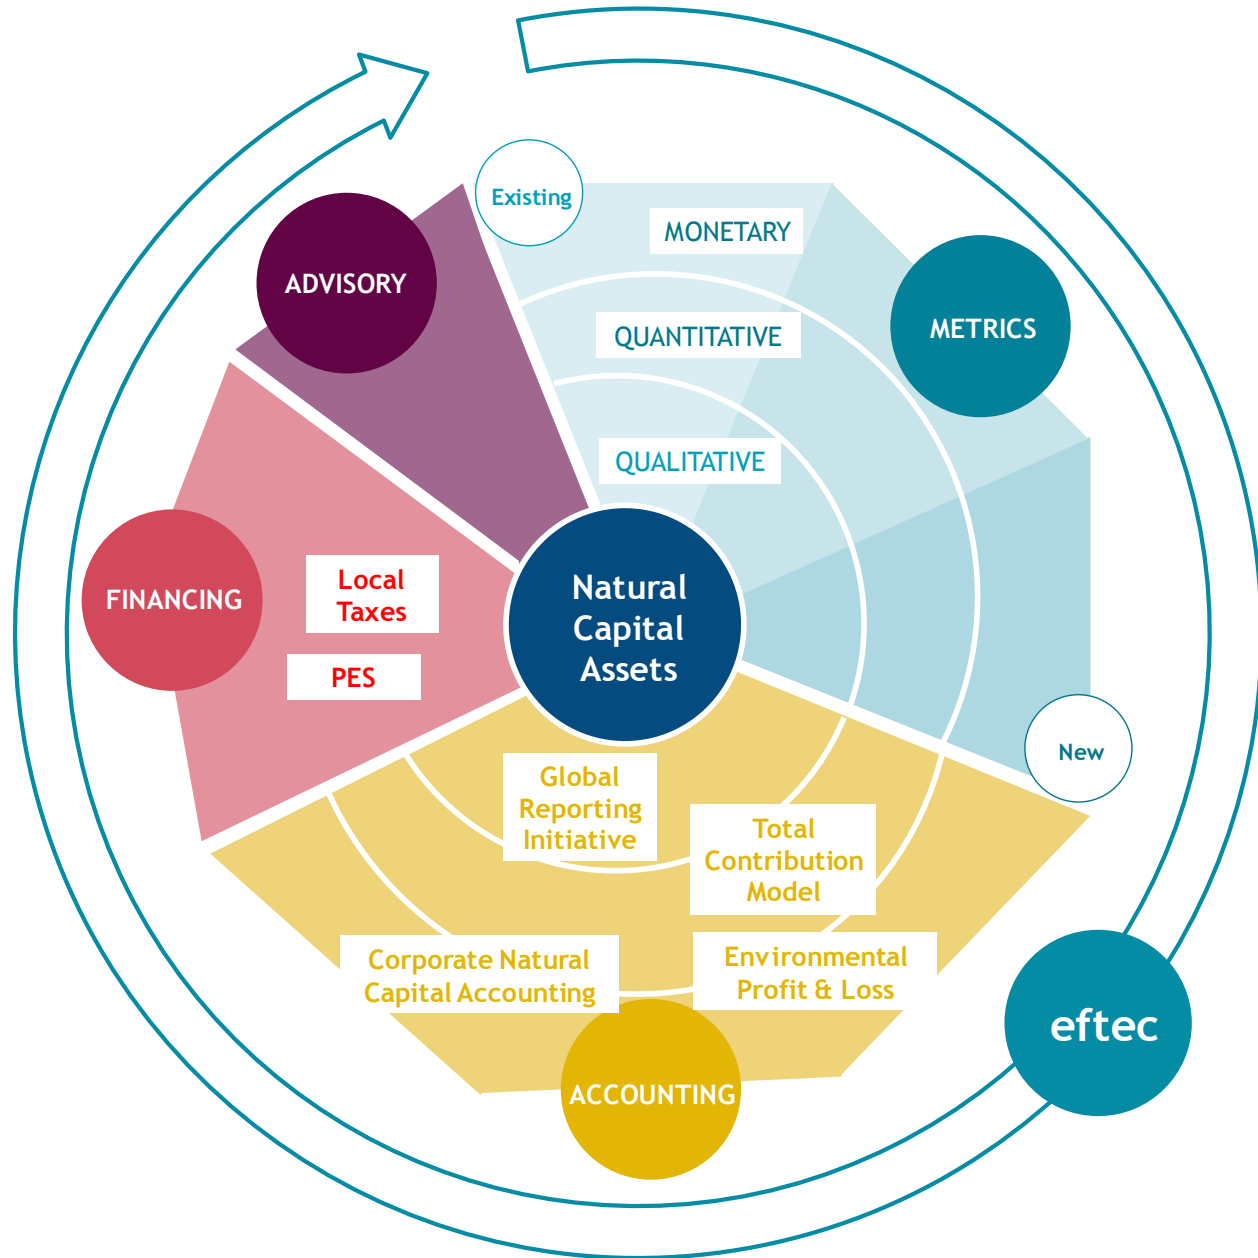 Existing
MONETARY
ADVISORY
METRICS
QUANTITATIVE
QUALITATIVE
Natural
Capital
Assets
FINANCING
Local
Taxes
PES
New
Global
Reporting
Initiative
Total
Contribution
Model
Corporate Natural
Capital Accounting
Environmental
Profit & Loss
eftec
ACCOUNTING